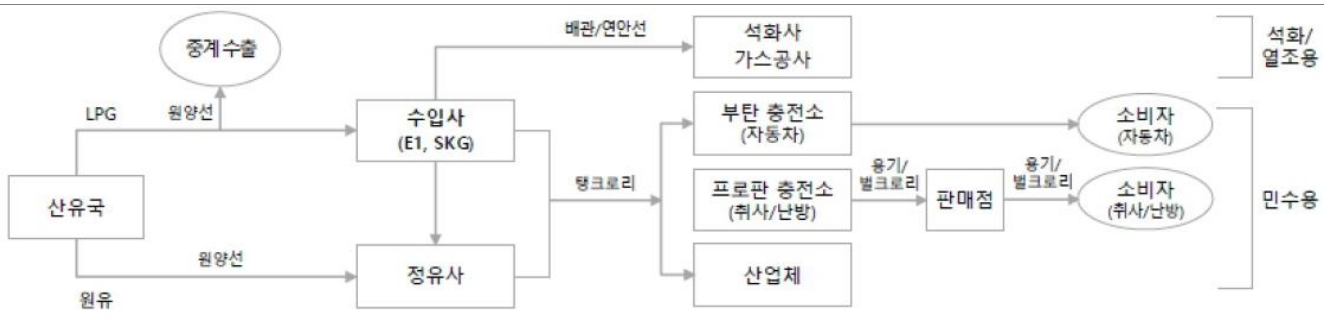 중계수출
배관/연안선
석화사
가스공사
석화/
열조용
LPG
원양선
수입사
(E1, SKG)
부탄 충전소
(자동차)
소비자
(자동차)
탱크로리
용기/
벌크로리
용기/
벌크로리
산유국
프로판 충전소
(취사/난방)
판매점
소비자
(취사/난방)
민수용
원양선
정유사
산업체
원유